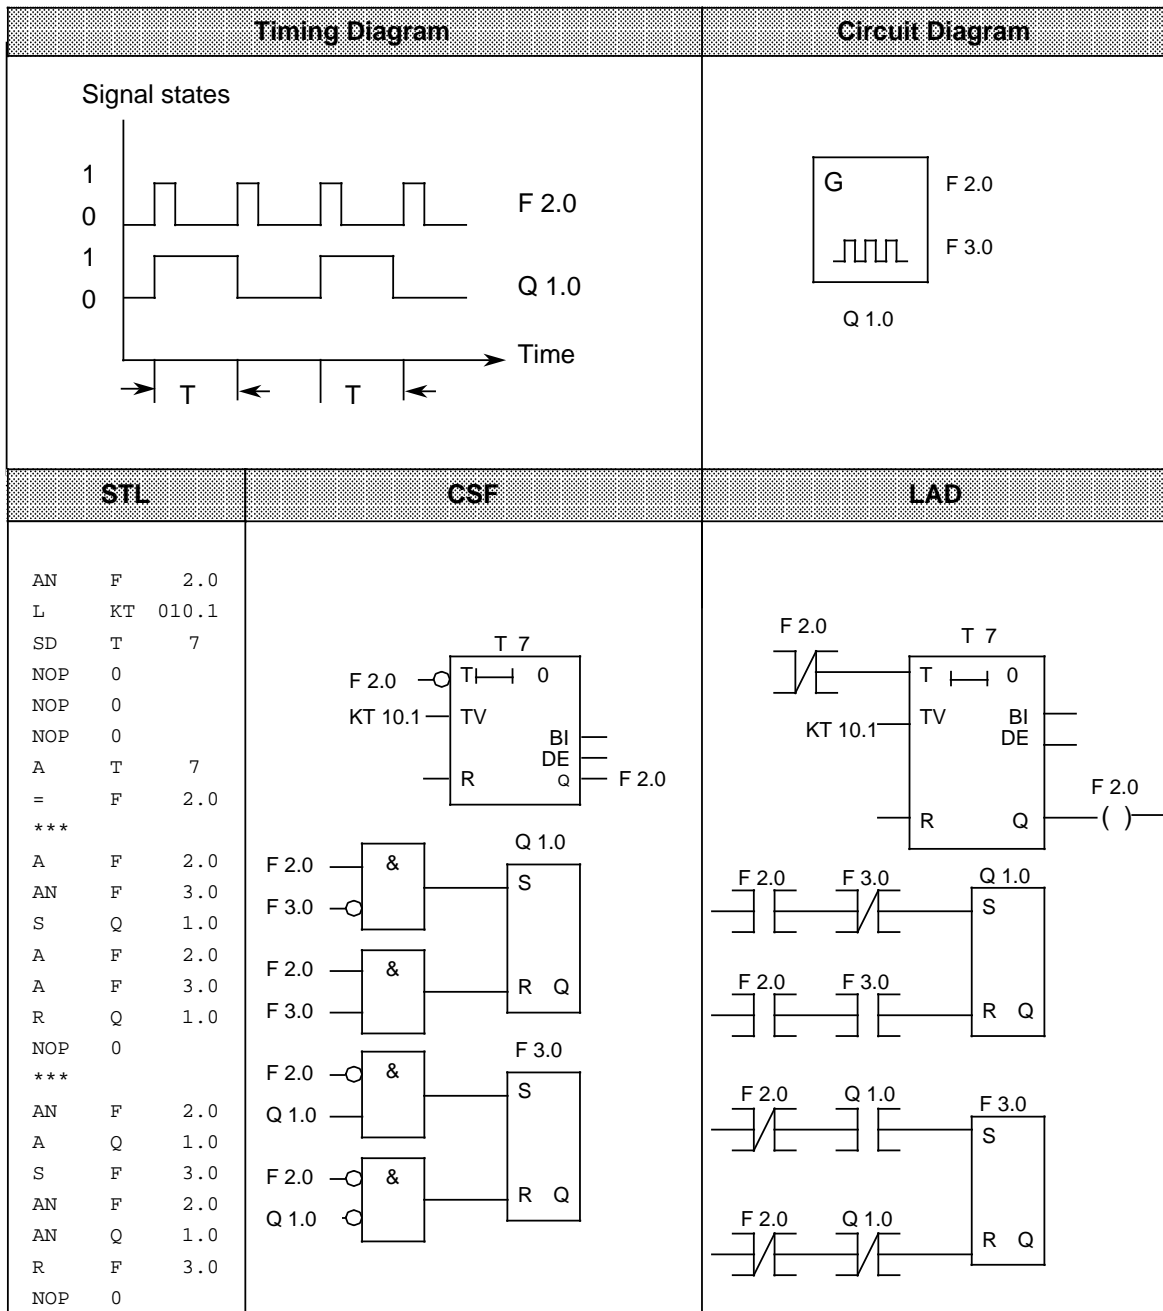 Timing Diagram
Circuit Diagram
Signal states
1
0
F 2.0
1
0
Q 1.0
Time
T
T
G
F 2.0
F 3.0
Q 1.0
STL
CSF
LAD
AN F 2.0
L KT 010.1
SD T 7
NOP 0
NOP 0
NOP 0
A T 7
= F 2.0
***
A F 2.0
AN F 3.0
S Q 1.0
A F 2.0
A F 3.0
R Q 1.0
NOP 0
***
AN F 2.0
A Q 1.0
S F 3.0
AN F 2.0
AN Q 1.0
R F 3.0
NOP 0
T 7
F 2.0 T 0
KT 10.1 TV
BI
DE
R Q F 2.0
Q 1.0
F 2.0 & S
F 3.0
F 2.0 &
R Q
F 3.0
F 3.0
F 2.0 & S
Q 1.0
F 2.0 &
R Q
Q 1.0
F 2.0
T 7
T 0
KT 10.1 TV BI
DE
F 2.0
R Q ( )
F 2.0 F 3.0 Q 1.0
S
F 2.0 F 3.0
R Q
F 2.0 Q 1.0 F 3.0
S
F 2.0 Q 1.0
R Q